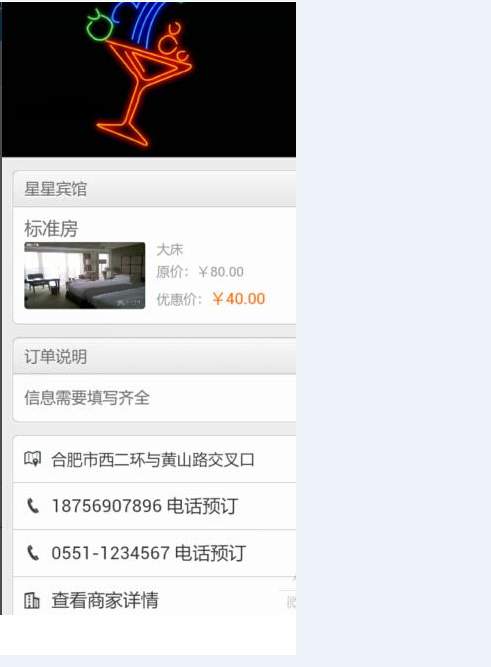 星星宾馆
标准房
大床
原价：￥80.00
优惠价：￥40.00
订单说明
信息需要填写齐全
合肥市西二环与黄山路交叉口
18756907896 电话预订
0551-1234567 电话预订
查看商家详情
微